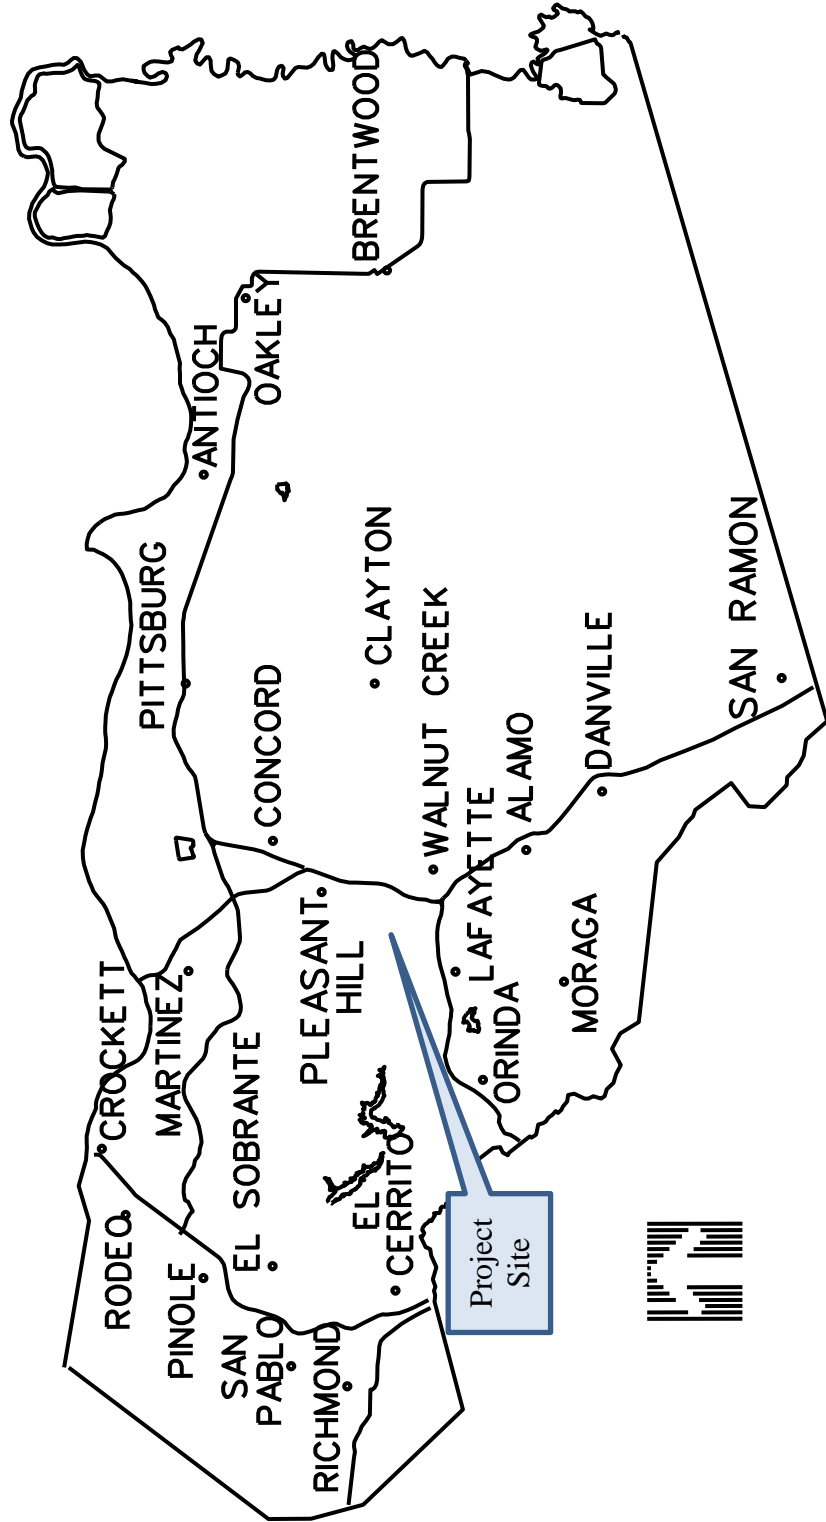 CROCKETT
RODEO
MARTINEZ
PINOLE
EL SOBRANTE
SAN
PABLO
RICHMOND
EL
CERRITO
PLEASANT
HILL
CONCORD
PITTSBURG
ANTIOCH
OAKLEY
BRENTWOOD
CLAYTON
WALNUT CREEK
LAFAYETTE
ORINDA
MORAGA
ALAMO
DANVILLE
SAN RAMON
Project
Site